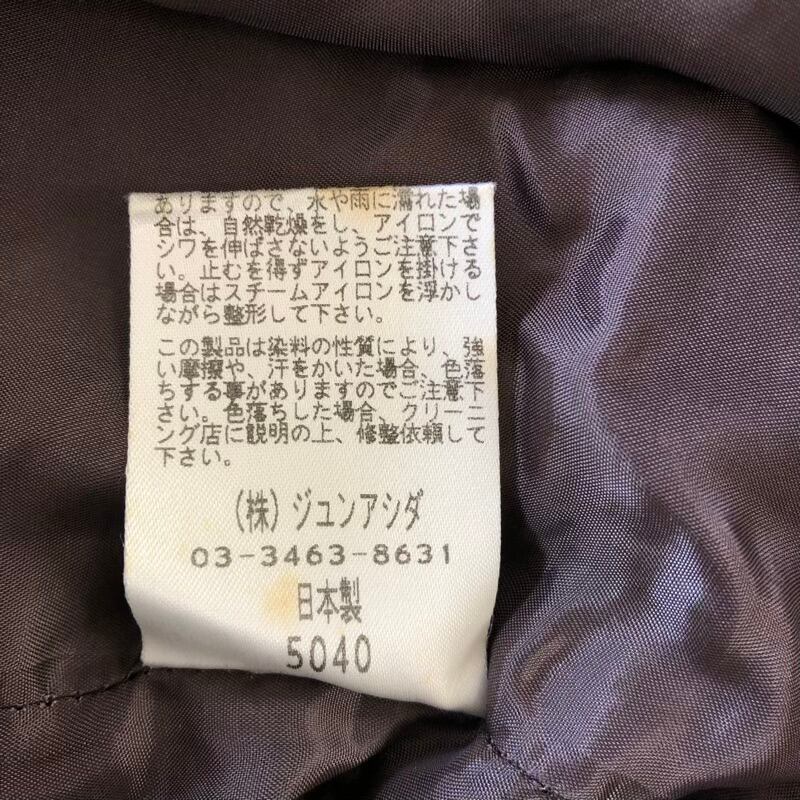 ありますので、水や雨に濡れた場
合は、自然乾燥をし、アイロンで
シワを伸ばさないようご注意下さ
い。止むを得ずアイロンを掛ける
場合はスチームアイロンを浮かし
ながら整形して下さい。
この製品は染料の性質により、強
い摩擦や、汗をかいた場合、色落
ちする事がありますのでご注意下
さい。色落ちした場合、クリーニ
ング店に説明の上、修整依頼して
下さい。
(株)ジュンアシダ
03-3463-8631
日本製
5040